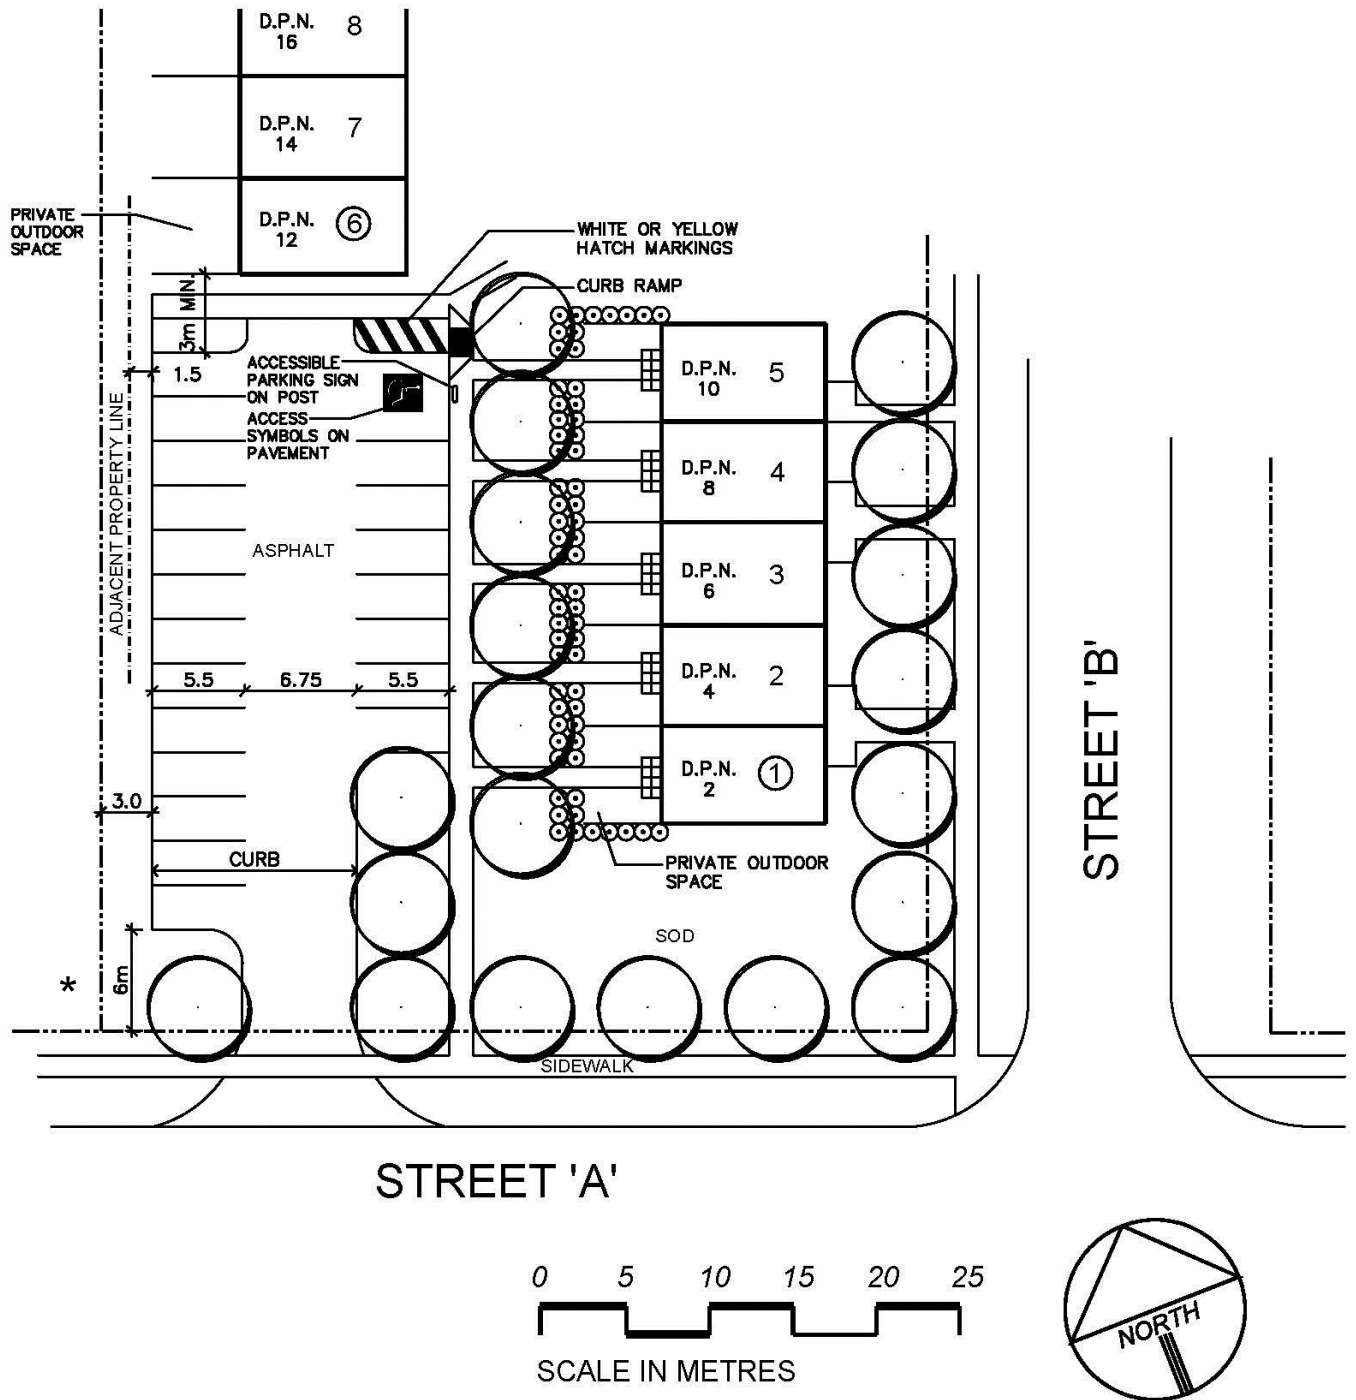 D.P.N. 8
16
D.P.N. 7
14
D.P.N. 6
12
PRIVATE
OUTDOOR
SPACE
WHITE OR YELLOW
HATCH MARKINGS
CURB RAMP
3m MIN.
1.5
ACCESSIBLE
PARKING SIGN
ON POST
ACCESS
SYMBOLS ON
PAVEMENT
ADJACENT PROPERTY LINE
ASPHALT
D.P.N. 5
10
D.P.N. 4
8
D.P.N. 3
6
D.P.N. 2
4
D.P.N. 1
2
5.5 6.75 5.5
3.0
CURB
PRIVATE OUTDOOR
SPACE
SOD
6m
*
SIDEWALK
STREET 'B'
STREET 'A'
0 5 10 15 20 25
SCALE IN METRES
NORTH